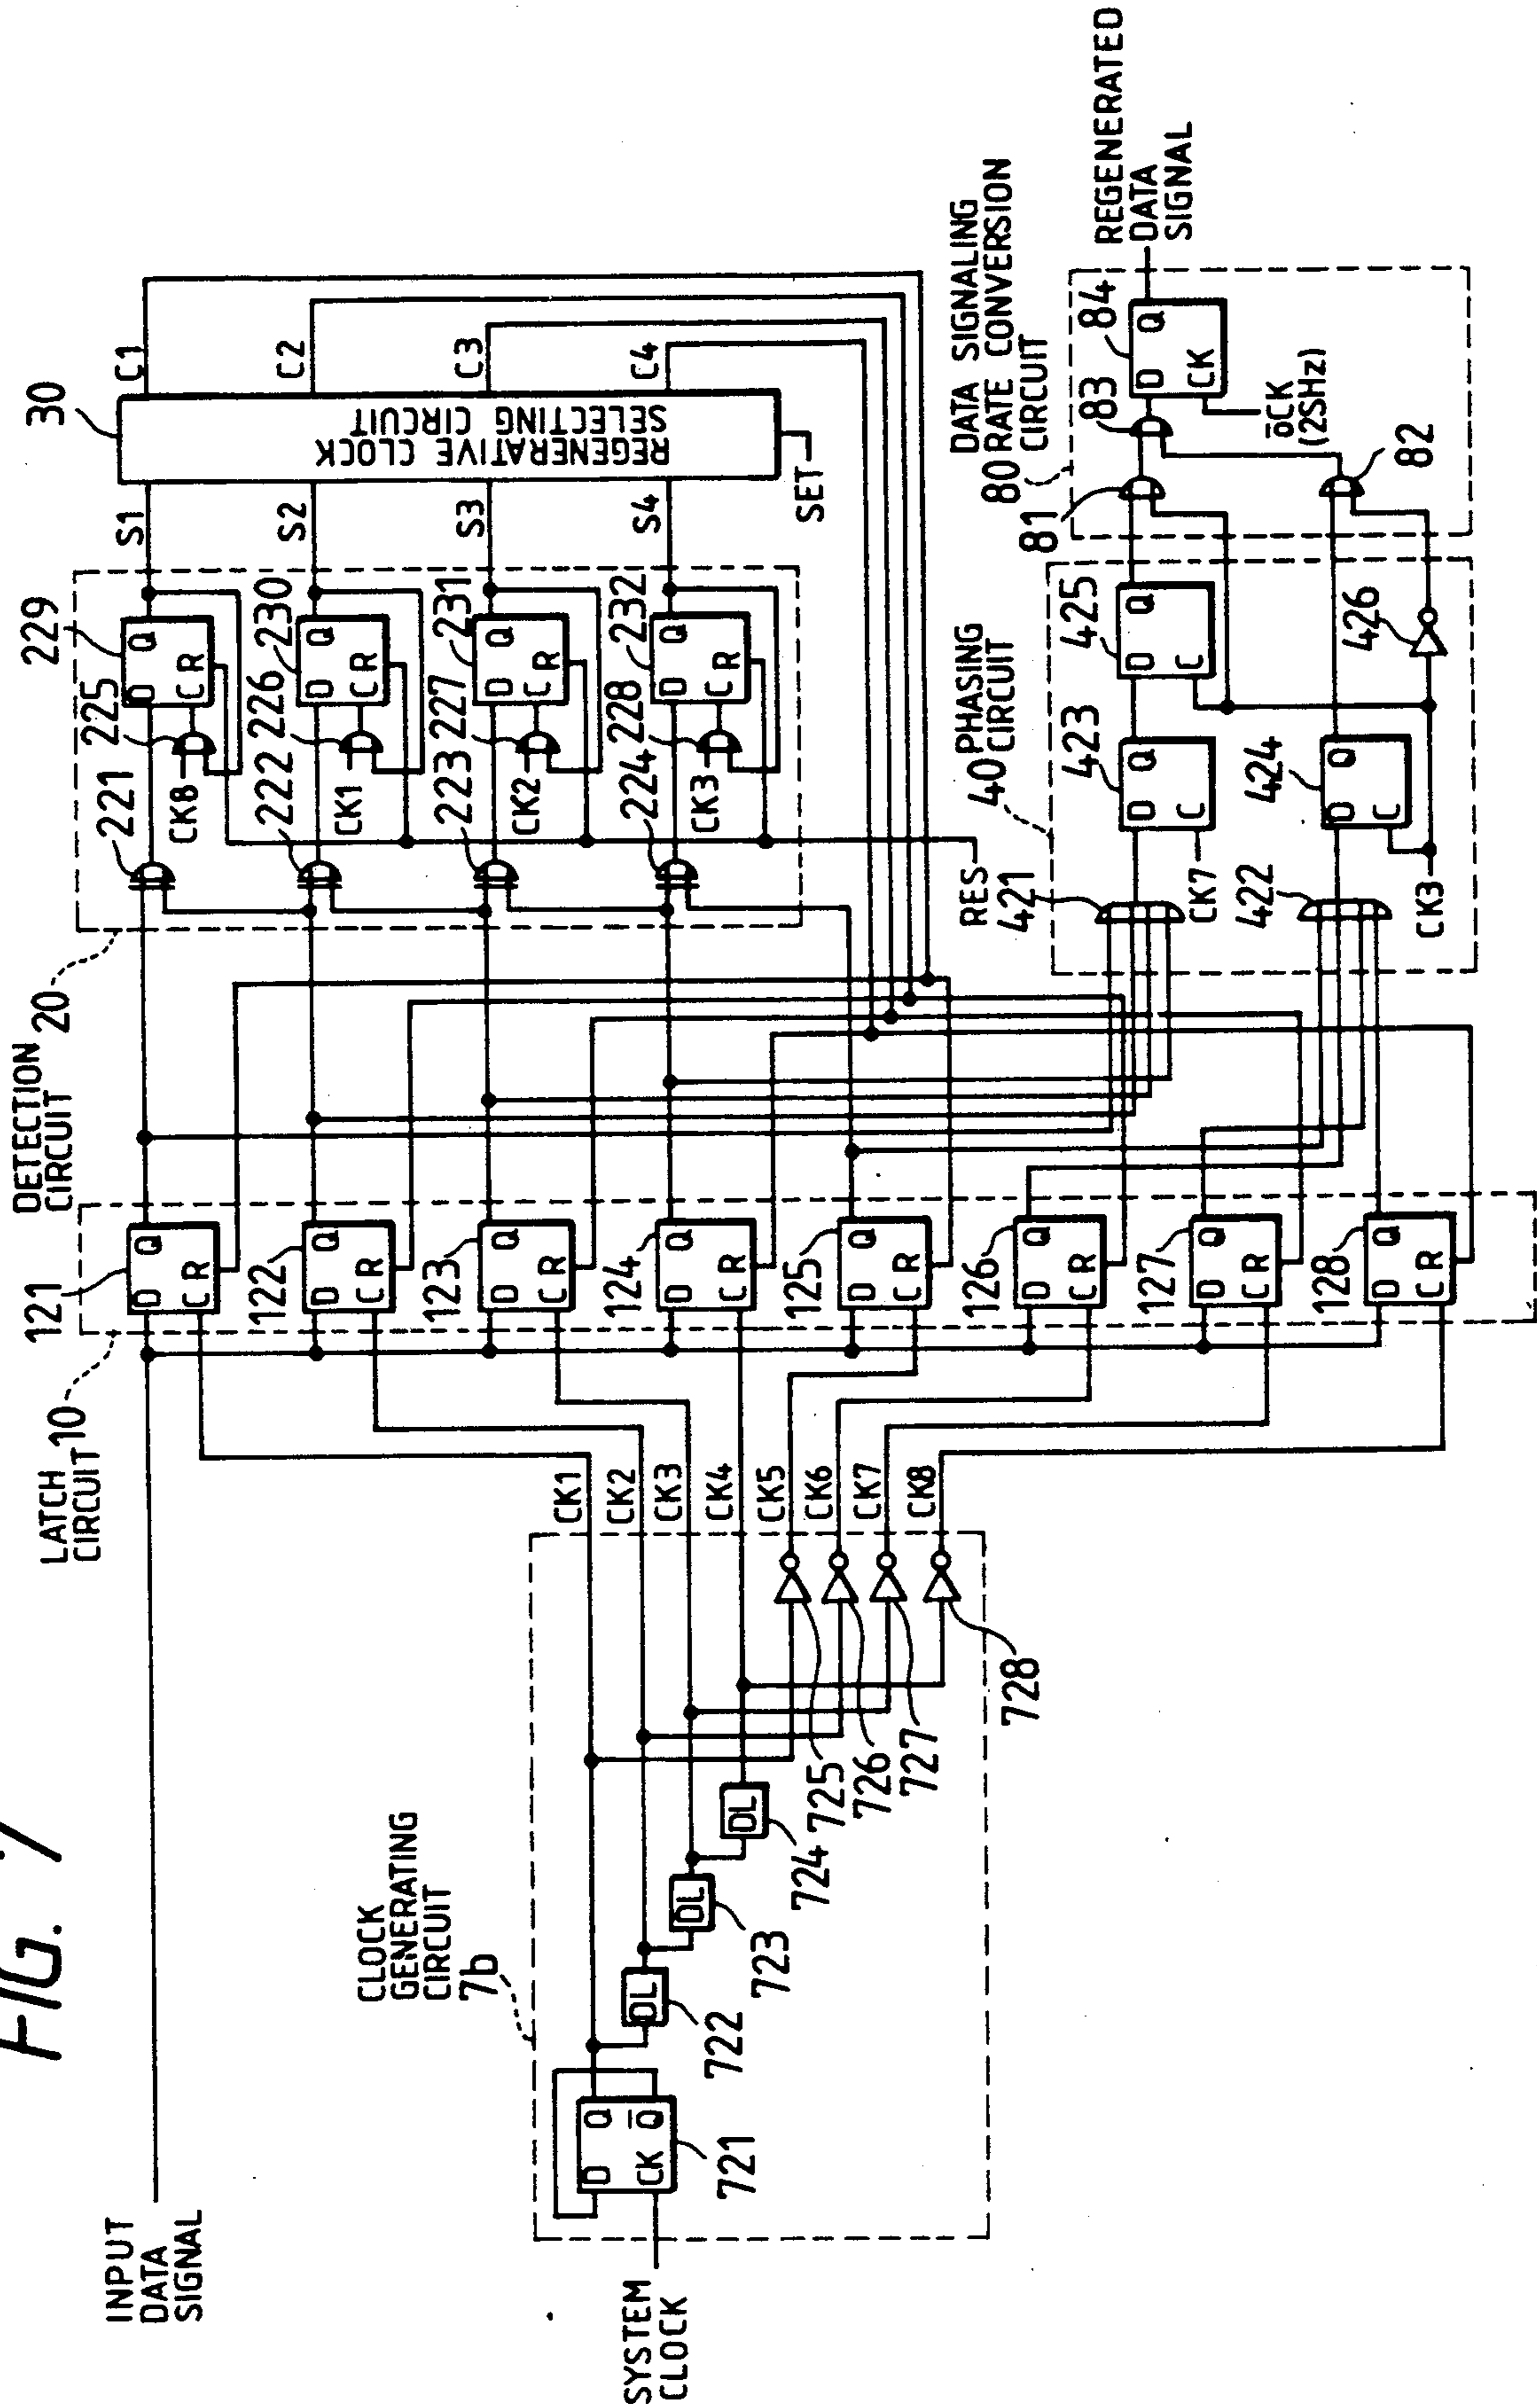 FIG. 7
INPUT
DATA
SIGNAL
SYSTEM
CLOCK
CLOCK
GENERATING
CIRCUIT
7b
D Q
CK Q̅
721
DL
722
DL
723
DL
724
725
726
727
728
CK1
CK2
CK3
CK4
CK5
CK6
CK7
CK8
LATCH
CIRCUIT 10
121
D Q
C R
122
D Q
C R
123
D Q
C R
124
D Q
C R
125
D Q
C R
126
D Q
C R
127
D Q
C R
128
D Q
C R
DETECTION
CIRCUIT 20
221
222
223
224
CK8
CK1
CK2
CK3
225
226
227
228
229
D Q
C R
230
D Q
C R
231
D Q
C R
232
D Q
C R
RES
S1
S2
S3
S4
30
REGENERATIVE CLOCK
SELECTING CIRCUIT
SET
C1
C2
C3
C4
40 PHASING
CIRCUIT
421
422
423
D Q
C
CK7
424
D Q
C
CK3
425
D Q
C
426
DATA SIGNALING
80 RATE CONVERSION
CIRCUIT
81
82
83
84
D Q
CK
o̅CK
(2SHz)
REGENERATED
DATA
SIGNAL